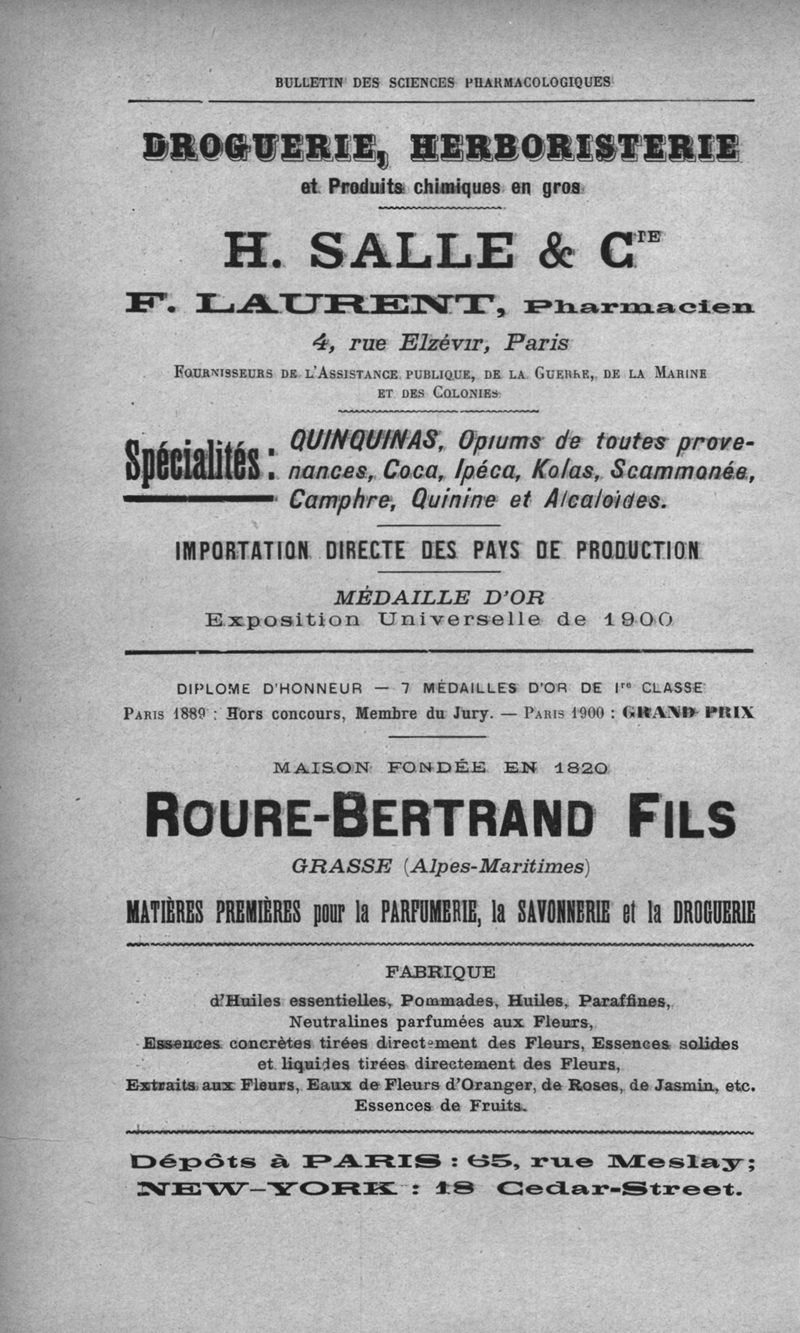 BULLETIN DES SCIENCES PHARMACOLOGIQUES
DROGUERIE, HERBORISTERIE
et Produits chimiques en gros
H. SALLE & CIE
F. LAURENT, Pharmacien
4, rue Elzévir, Paris
FOURNISSEURS DE L'ASSISTANCE PUBLIQUE, DE LA GUERRE, DE LA MARINE
ET DES COLONIES
Spécialités : QUINQUINAS, Opiums de toutes prove-
nances, Coca, Ipéca, Kolas, Scammonée,
Camphre, Quinine et Alcaloïdes.
IMPORTATION DIRECTE DES PAYS DE PRODUCTION
MÉDAILLE D'OR
Exposition Universelle de 1900
DIPLOME D'HONNEUR — 7 MÉDAILLES D'OR DE Ire CLASSE
PARIS 1889 : Hors concours, Membre du Jury. — PARIS 1900 : GRAND PRIX
MAISON FONDÉE EN 1820
ROURE-BERTRAND FILS
GRASSE (Alpes-Maritimes)
MATIÈRES PREMIÈRES pour la PARFUMERIE, la SAVONNERIE et la DROGUERIE
FABRIQUE
d'Huiles essentielles, Pommades, Huiles, Paraffines,
Neutralines parfumées aux Fleurs,
Essences concrètes tirées directement des Fleurs, Essences solides
et liquides tirées directement des Fleurs,
Extraits aux Fleurs, Eaux de Fleurs d'Oranger, de Roses, de Jasmin, etc.
Essences de Fruits.
Dépôts à PARIS : 65, rue Meslay;
NEW-YORK : 18 Cedar-Street.